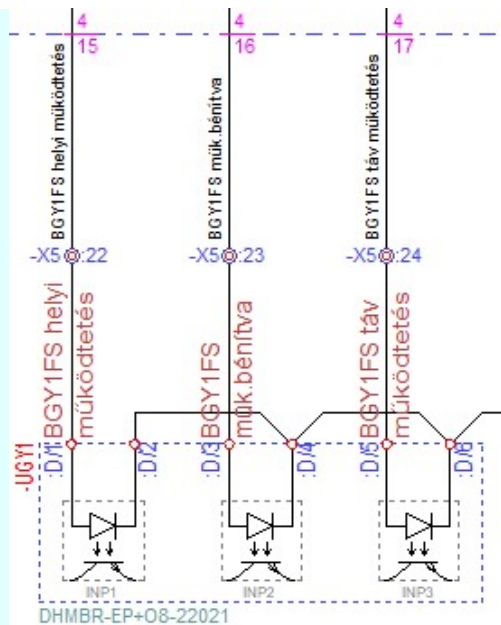 4 4 4
15 16 17
BGY1FS helyi működtetés
BGY1FS műk.bénítva
BGY1FS táv működtetés
-X5 :22 -X5 :23 -X5 :24
BGY1FS helyi
működtetés
BGY1FS
műk.bénítva
BGY1FS táv
működtetés
-UGY1
:D/1 :D/2 :D/3 :D/4 :D/5 :D/6
INP1 INP2 INP3
DHMBR-EP+O8-22021